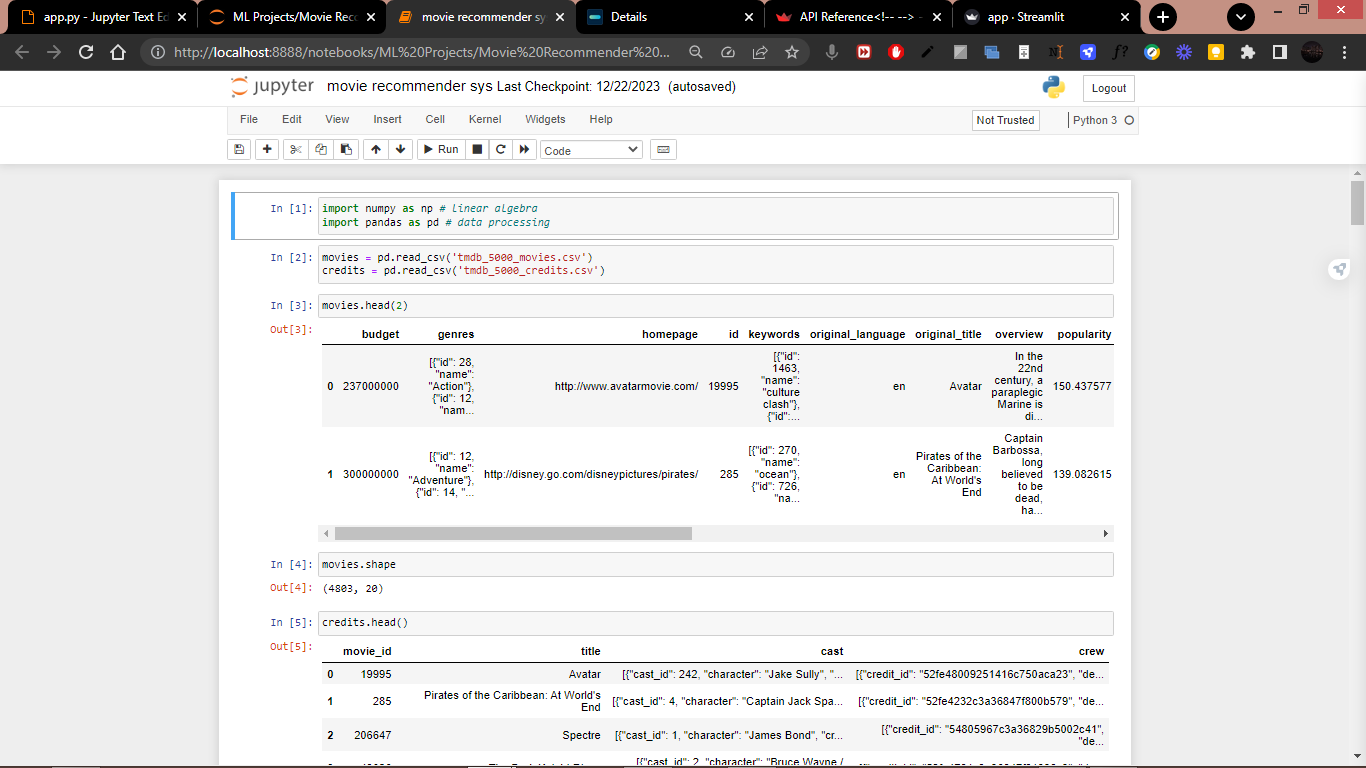 app.py - Jupyter Text Ed
ML Projects/Movie Rec
movie recommender sy
Details
API Reference<!-- --> -
app · Streamlit
http://localhost:8888/notebooks/ML%20Projects/Movie%20Recommender%20...
jupyter movie recommender sys Last Checkpoint: 12/22/2023 (autosaved)
Logout
File Edit View Insert Cell Kernel Widgets Help
Not Trusted
Python 3
Run
Code
In [1]: import numpy as np # linear algebra
import pandas as pd # data processing
In [2]: movies = pd.read_csv('tmdb_5000_movies.csv')
credits = pd.read_csv('tmdb_5000_credits.csv')
In [3]: movies.head(2)
Out[3]:
budget genres homepage id keywords original_language original_title overview popularity
0 237000000 [{"id": 28, "name": "Action"}, {"id": 12, "nam... http://www.avatarmovie.com/ 19995 [{"id": 1463, "name": "culture clash"}, {"id":... en Avatar In the 22nd century, a paraplegic Marine is di... 150.437577
1 300000000 [{"id": 12, "name": "Adventure"}, {"id": 14, "... http://disney.go.com/disneypictures/pirates/ 285 [{"id": 270, "name": "ocean"}, {"id": 726, "na... en Pirates of the Caribbean: At World's End Captain Barbossa, long believed to be dead, ha... 139.082615
In [4]: movies.shape
Out[4]: (4803, 20)
In [5]: credits.head()
Out[5]:
movie_id title cast crew
0 19995 Avatar [{"cast_id": 242, "character": "Jake Sully", "... [{"credit_id": "52fe48009251416c750aca23", "de...
1 285 Pirates of the Caribbean: At World's End [{"cast_id": 4, "character": "Captain Jack Spa... [{"credit_id": "52fe4232c3a36847f800b579", "de...
2 206647 Spectre [{"cast_id": 1, "character": "James Bond", "cr... [{"credit_id": "54805967c3a36829b5002c41", "de...
[{"cast_id": 2, "character": "Bruce Wayne /